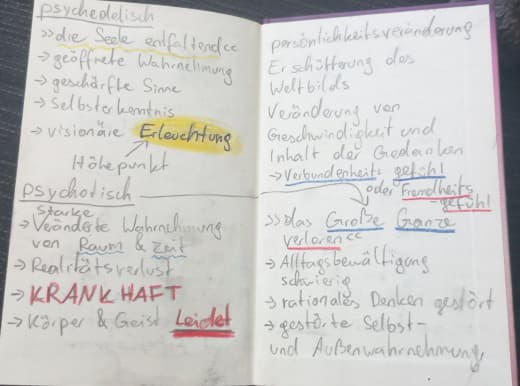 psychedelisch
>>die Seele entfaltend<<
→ geöffnete Wahrnehmung
→ geschärfte Sinne
→ Selbsterkenntnis
→ visionäre Erleuchtung
Höhepunkt
psychotisch
starke
→ Veränderte Wahrnehmung
von Raum & Zeit
→ Realitätsverlust
→ KRANKHAFT
→ Körper & Geist Leidet
persönlichkeitsveränderung
Erschütterung des
Weltbilds
Veränderung von
Geschwindigkeit und
Inhalt der Gedanken
→ Verbundenheitsgefühl
oder Fremdheits-
gefühl
>>das Große Ganze
verloren<<
→ Alltagsbewältigung
schwierig
→ rationales Denken gestört
→ gestörte Selbst-
und Außenwahrnehmung